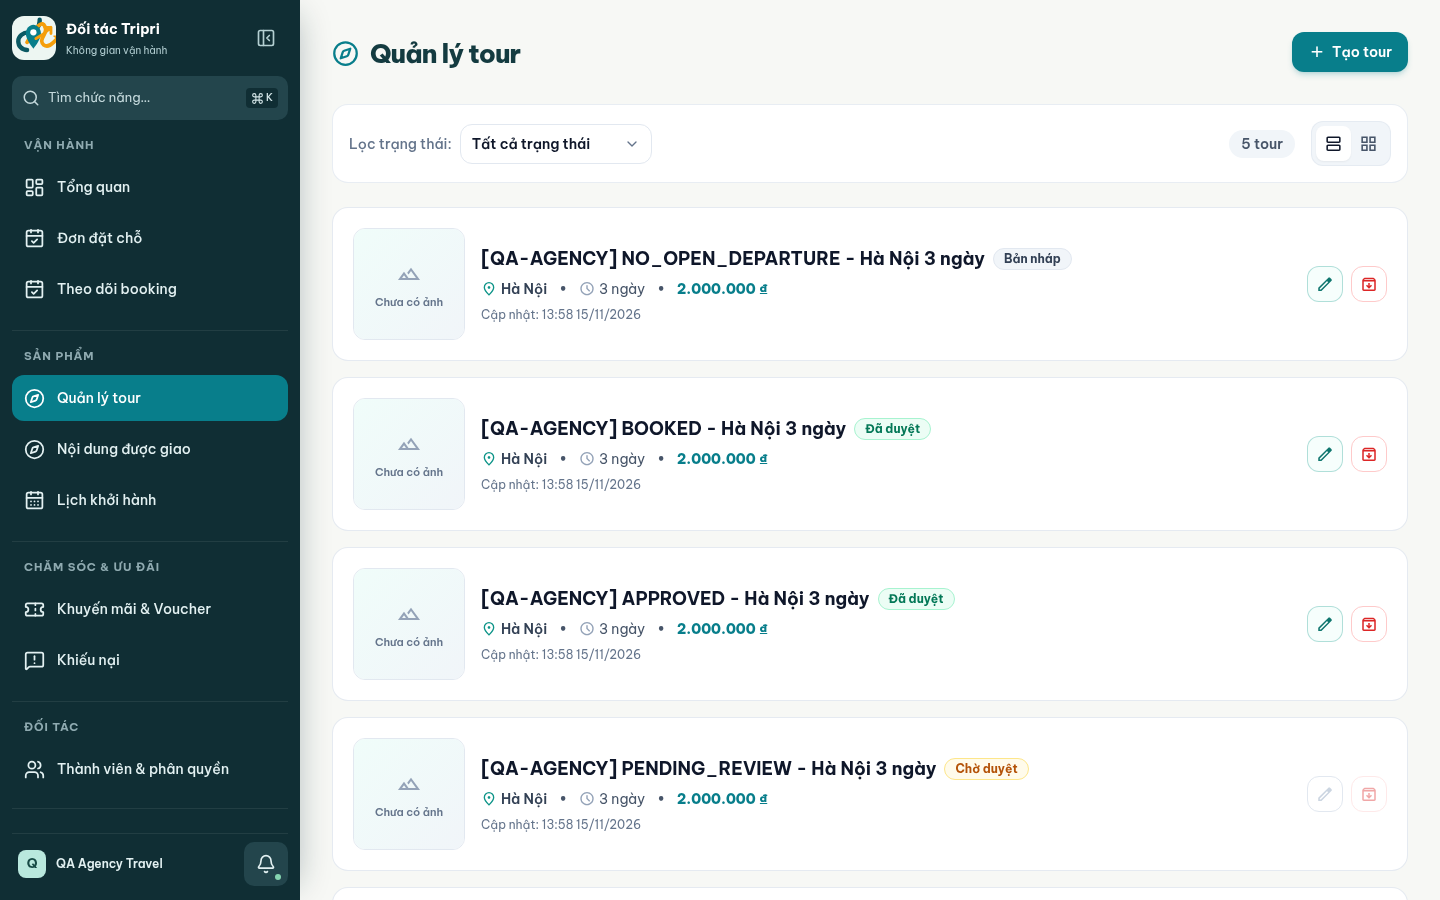 Đối tác Tripri
Không gian vận hành
Tìm chức năng...
⌘K
VẬN HÀNH
Tổng quan
Đơn đặt chỗ
Theo dõi booking
SẢN PHẨM
Quản lý tour
Nội dung được giao
Lịch khởi hành
CHĂM SÓC & ƯU ĐÃI
Khuyến mãi & Voucher
Khiếu nại
ĐỐI TÁC
Thành viên & phân quyền
Q
QA Agency Travel
Quản lý tour
Tạo tour
Lọc trạng thái:
Tất cả trạng thái
5 tour
Chưa có ảnh
[QA-AGENCY] NO_OPEN_DEPARTURE - Hà Nội 3 ngày
Bản nháp
Hà Nội • 3 ngày • 2.000.000 ₫
Cập nhật: 13:58 15/11/2026
Chưa có ảnh
[QA-AGENCY] BOOKED - Hà Nội 3 ngày
Đã duyệt
Hà Nội • 3 ngày • 2.000.000 ₫
Cập nhật: 13:58 15/11/2026
Chưa có ảnh
[QA-AGENCY] APPROVED - Hà Nội 3 ngày
Đã duyệt
Hà Nội • 3 ngày • 2.000.000 ₫
Cập nhật: 13:58 15/11/2026
Chưa có ảnh
[QA-AGENCY] PENDING_REVIEW - Hà Nội 3 ngày
Chờ duyệt
Hà Nội • 3 ngày • 2.000.000 ₫
Cập nhật: 13:58 15/11/2026